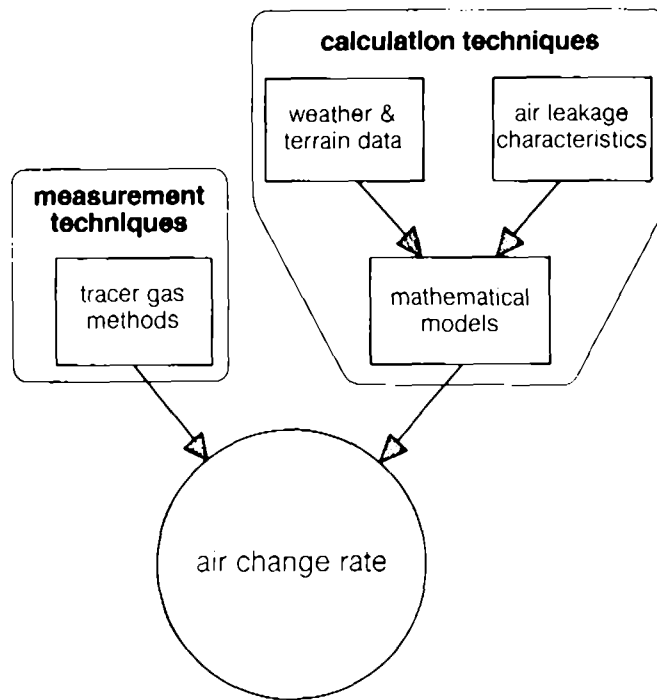 calculation techniques
weather &
terrain data
air leakage
characteristics
measurement
techniques
tracer gas
methods
mathematical
models
air change rate